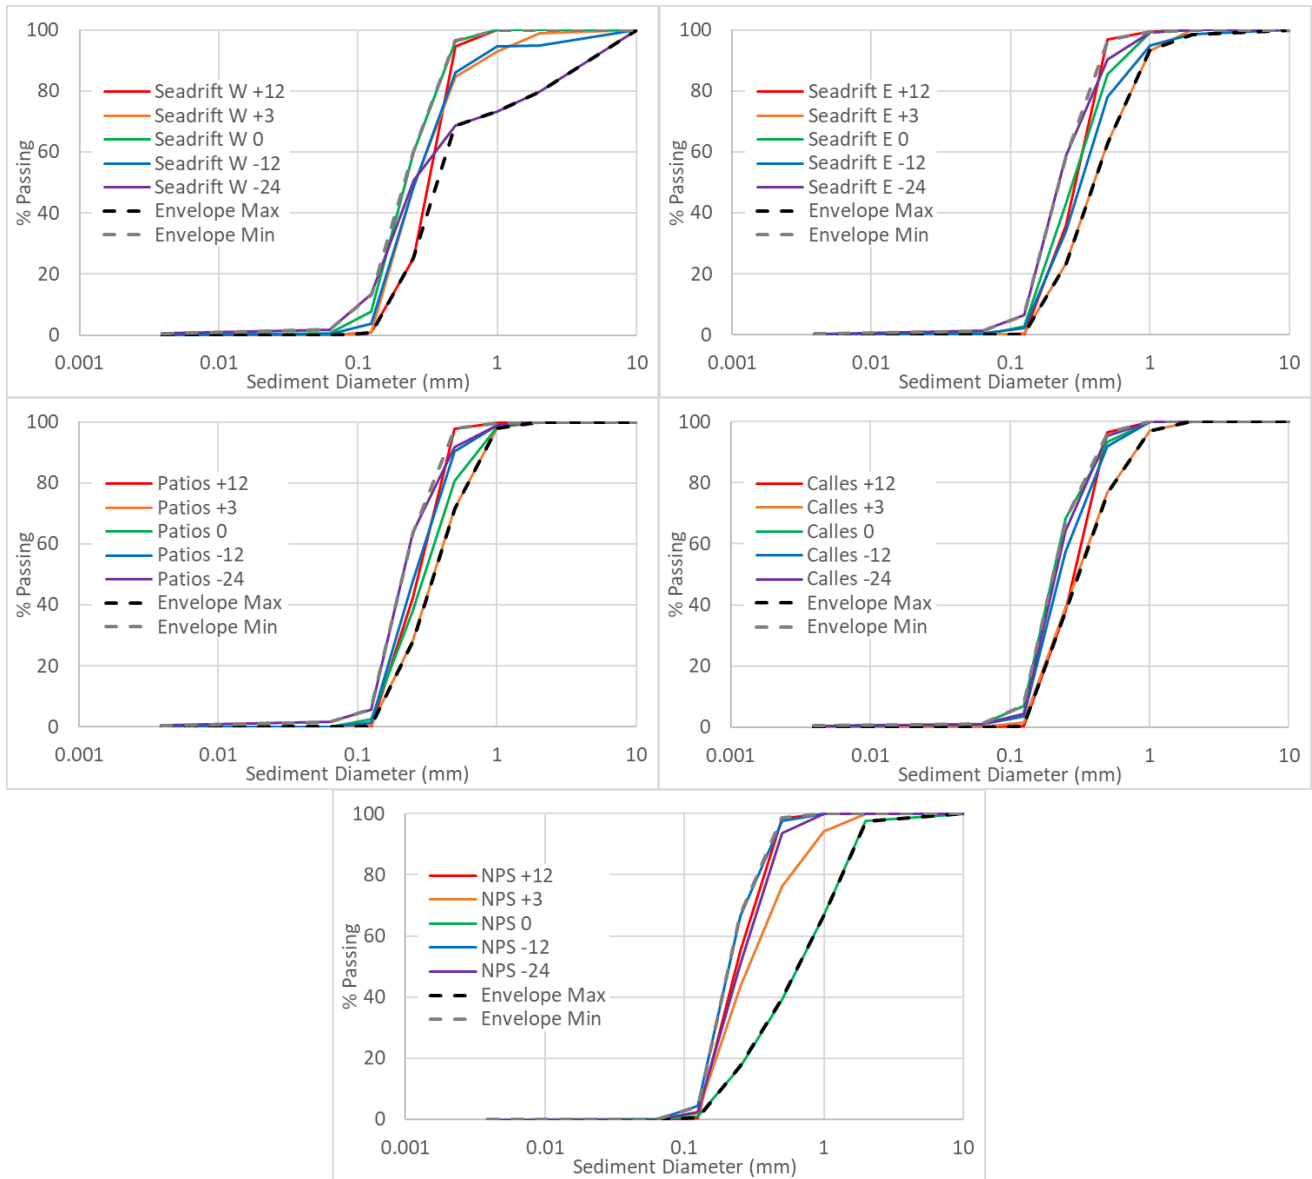 100
80
60
40
20
0
% Passing
Seadrift W +12
Seadrift W +3
Seadrift W 0
Seadrift W -12
Seadrift W -24
Envelope Max
Envelope Min
0.001 0.01 0.1 1 10
Sediment Diameter (mm)
100
80
60
40
20
0
% Passing
Seadrift E +12
Seadrift E +3
Seadrift E 0
Seadrift E -12
Seadrift E -24
Envelope Max
Envelope Min
0.001 0.01 0.1 1 10
Sediment Diameter (mm)
100
80
60
40
20
0
% Passing
Patios +12
Patios +3
Patios 0
Patios -12
Patios -24
Envelope Max
Envelope Min
0.001 0.01 0.1 1 10
Sediment Diameter (mm)
100
80
60
40
20
0
% Passing
Calles +12
Calles +3
Calles 0
Calles -12
Calles -24
Envelope Max
Envelope Min
0.001 0.01 0.1 1 10
Sediment Diameter (mm)
100
80
60
40
20
0
% Passing
NPS +12
NPS +3
NPS 0
NPS -12
NPS -24
Envelope Max
Envelope Min
0.001 0.01 0.1 1 10
Sediment Diameter (mm)